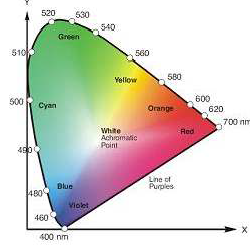 Y
520
530
540
Green
510
560
Yellow
580
500
Cyan
Orange
600
620
700 nm
White
Achromatic
Point
Red
490
Line of
Purples
480
Blue
Violet
460
400 nm
X